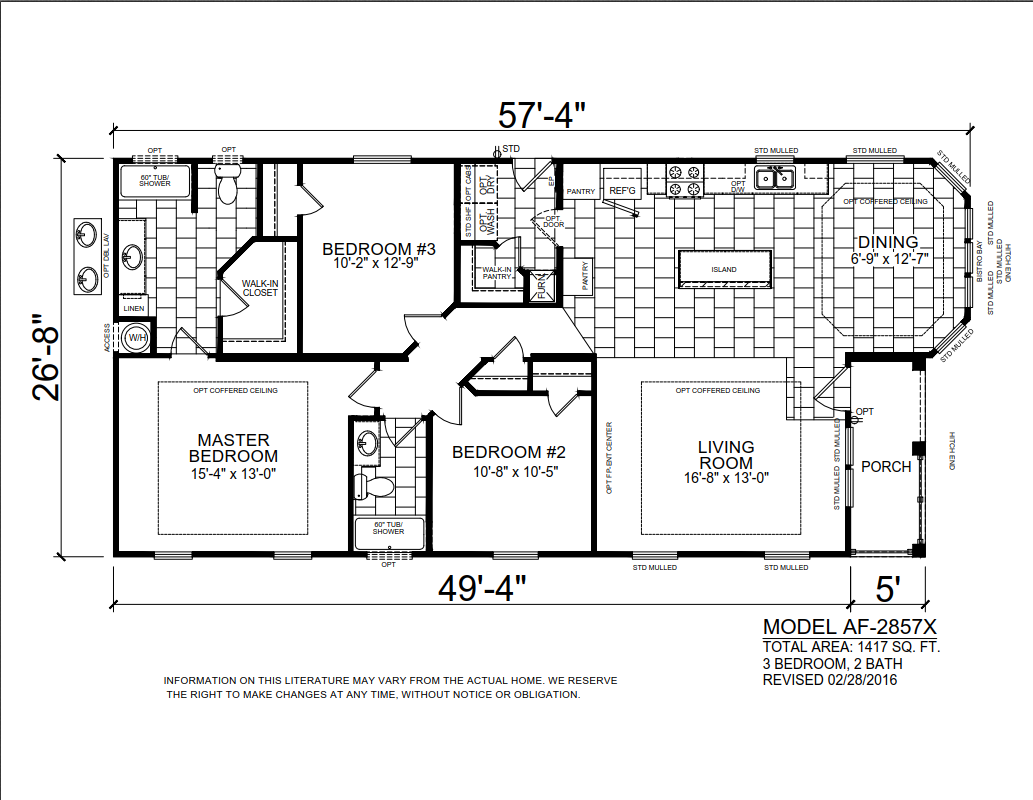 57'-4"
STD
OPT
OPT
STD MULLED
STD MULLED
STD MULLED
60" TUB/
SHOWER
OPT CABS
OPT
DRY
EP
PANTRY
REF'G
OPT
D/W
OPT COFFERED CEILING
STD SHF
OPT
WASH
OPT.
DOOR
STD MULLED
BEDROOM #3
10'-2" x 12'-9"
DINING
6'-9" x 12'-7"
BISTRO BAY
STD MULLED
HITCH END
OPT DBL LAV
WALK-IN
CLOSET
WALK-IN
PANTRY
FURN
PANTRY
ISLAND
STD MULLED
LINEN
ACCESS
W/H
STD MULLED
26'-8"
OPT COFFERED CEILING
OPT COFFERED CEILING
OPT
MASTER
BEDROOM
15'-4" x 13'-0"
BEDROOM #2
10'-8" x 10'-5"
OPT FP/ENT CENTER
LIVING
ROOM
16'-8" x 13'-0"
STD MULLED
STD MULLED
PORCH
HITCH END
60" TUB/
SHOWER
OPT
STD MULLED
STD MULLED
49'-4"
5'
MODEL AF-2857X
TOTAL AREA: 1417 SQ. FT.
3 BEDROOM, 2 BATH
REVISED 02/28/2016
INFORMATION ON THIS LITERATURE MAY VARY FROM THE ACTUAL HOME. WE RESERVE
THE RIGHT TO MAKE CHANGES AT ANY TIME, WITHOUT NOTICE OR OBLIGATION.